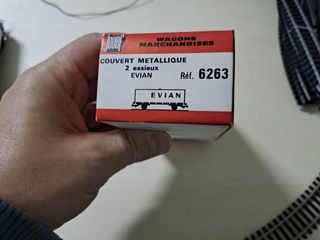 Jouef
WAGONS
MARCHANDISES
COUVERT METALLIQUE
2 essieux
EVIAN
Réf. 6263
EVIAN